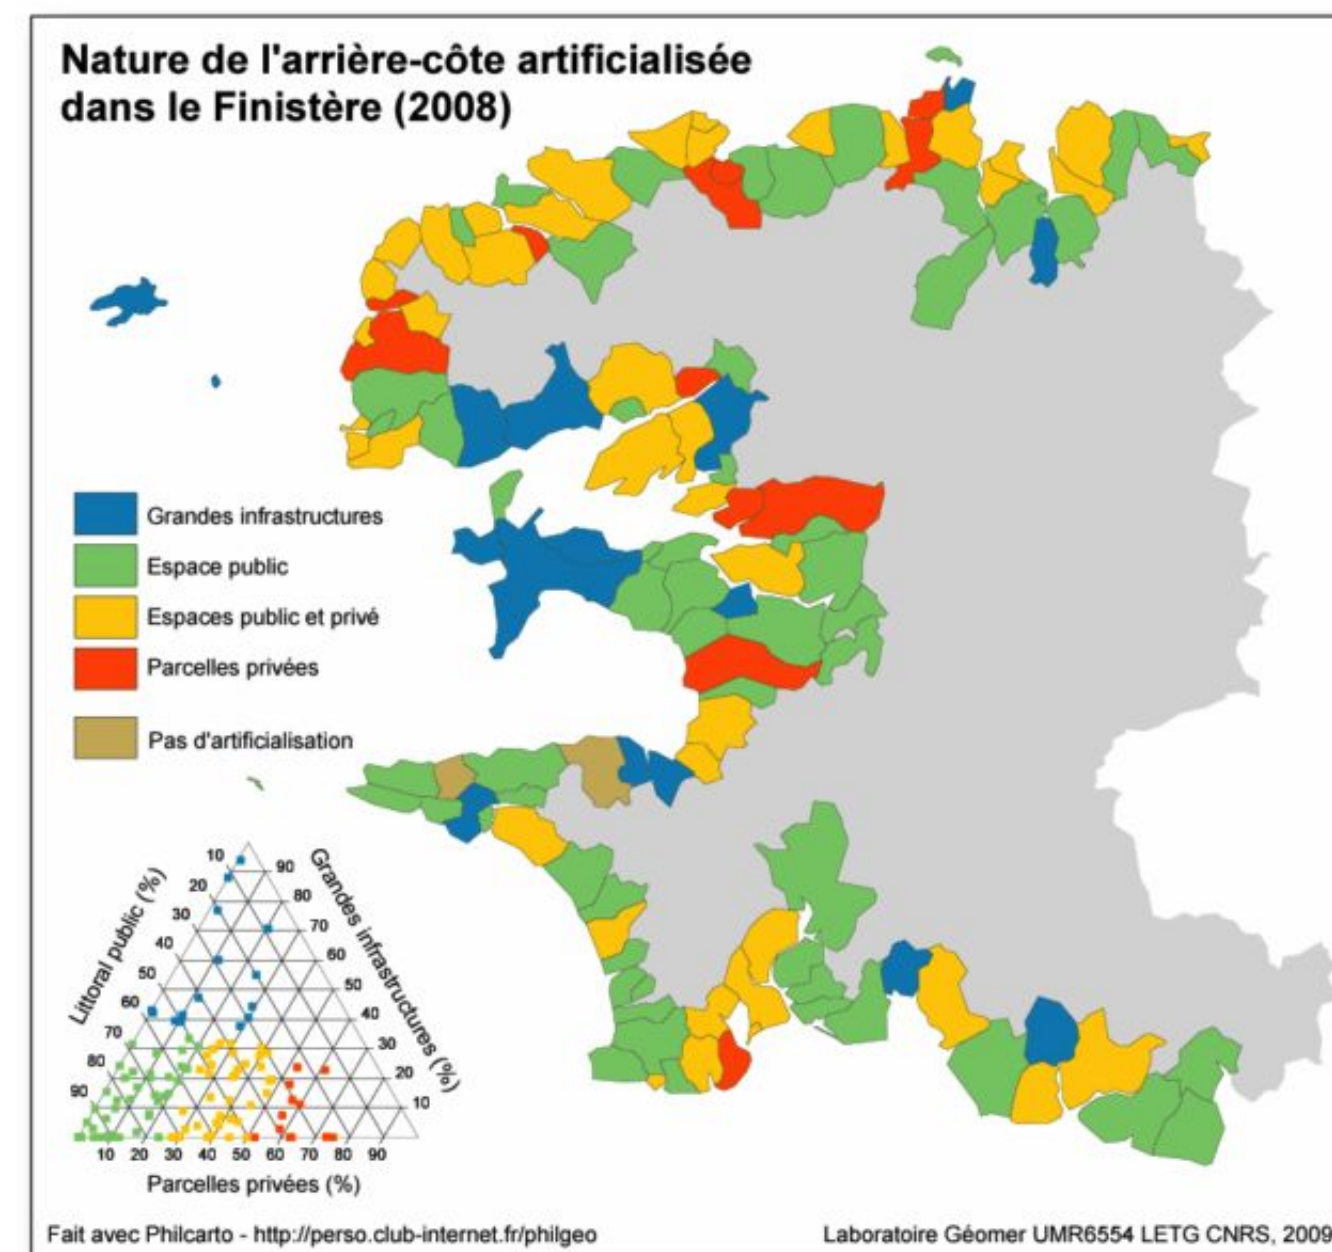 Nature de l'arrière-côte artificialisée
dans le Finistère (2008)
Grandes infrastructures
Espace public
Espaces public et privé
Parcelles privées
Pas d'artificialisation
Littoral public (%)
10
20
30
40
50
60
70
80
90
Grandes infrastructures (%)
90
80
70
60
50
40
30
20
10
10 20 30 40 50 60 70 80 90
Parcelles privées (%)
Fait avec Philcarto - http://perso.club-internet.fr/philgeo
Laboratoire Géomer UMR6554 LETG CNRS, 2009